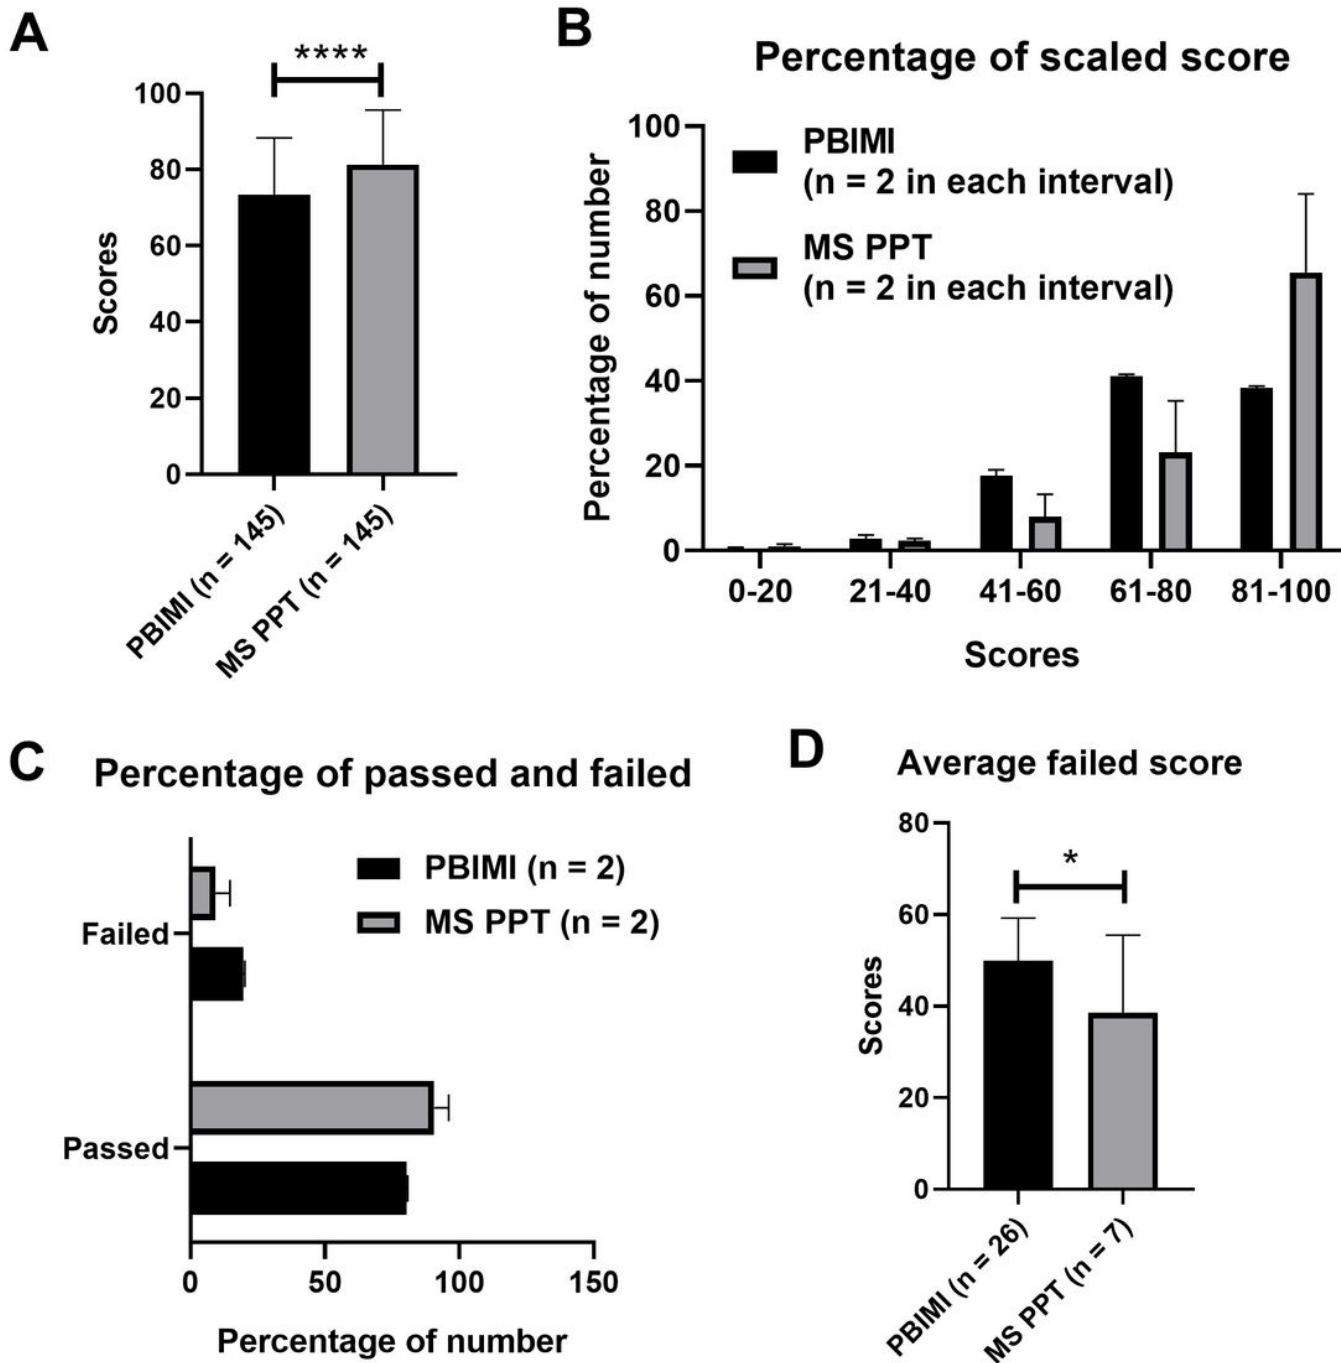 A
****
100
80
60
40
20
0
Scores
PBIMI (n = 145)
MS PPT (n = 145)
B
Percentage of scaled score
PBIMI
(n = 2 in each interval)
MS PPT
(n = 2 in each interval)
100
80
60
40
20
0
Percentage of number
0-20
21-40
41-60
61-80
81-100
Scores
C
Percentage of passed and failed
PBIMI (n = 2)
MS PPT (n = 2)
Failed
Passed
0
50
100
150
Percentage of number
D
Average failed score
*
80
60
40
20
0
Scores
PBIMI (n = 26)
MS PPT (n = 7)